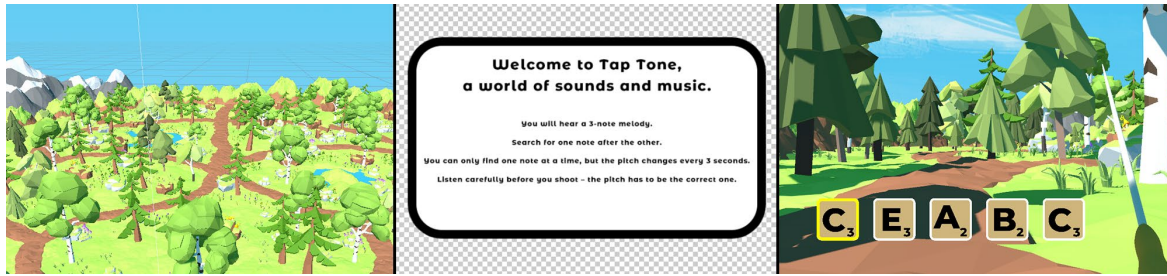 Welcome to Tap Tone,
a world of sounds and music.
You will hear a 3-note melody.
Search for one note after the other.
You can only find one note at a time, but the pitch changes every 3 seconds.
Listen carefully before you shoot – the pitch has to be the correct one.
C3 E3 A2 B2 C3